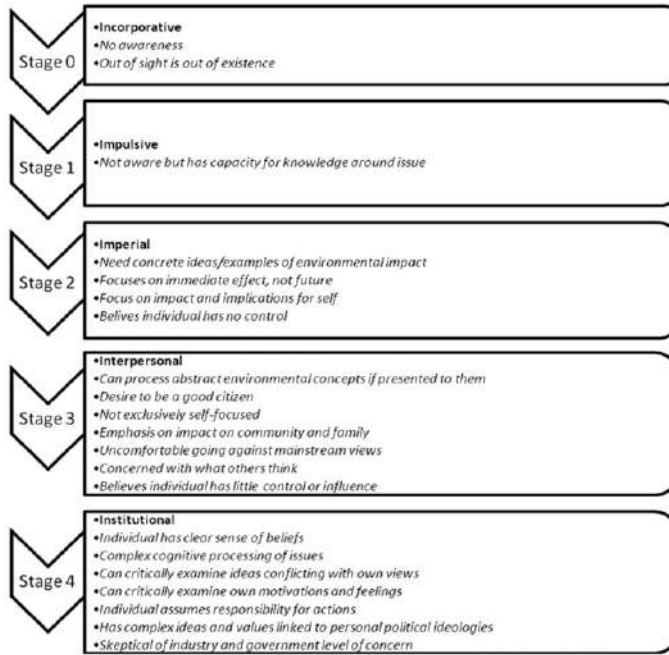 Stage 0
•Incorporative
•No awareness
•Out of sight is out of existence
Stage 1
•Impulsive
•Not aware but has capacity for knowledge around issue
Stage 2
•Imperial
•Need concrete ideas/examples of environmental impact
•Focuses on immediate effect, not future
•Focus on impact and implications for self
•Belives individual has no control
Stage 3
•Interpersonal
•Can process abstract environmental concepts if presented to them
•Desire to be a good citizen
•Not exclusively self-focused
•Emphasis on impact on community and family
•Uncomfortable going against mainstream views
•Concerned with what others think
•Believes individual has little control or influence
Stage 4
•Institutional
•Individual has clear sense of beliefs
•Complex cognitive processing of issues
•Can critically examine ideas conflicting with own views
•Can critically examine own motivations and feelings
•Individual assumes responsibility for actions
•Has complex ideas and values linked to personal political ideologies
•Skeptical of industry and government level of concern